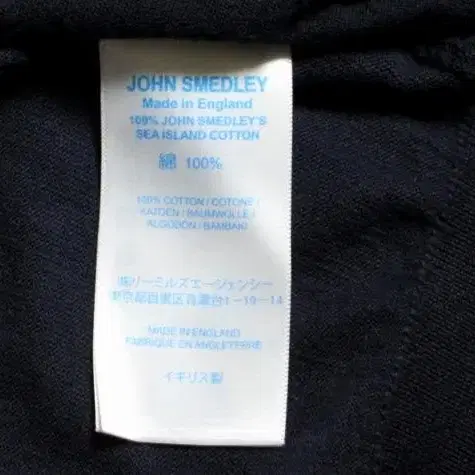 JOHN SMEDLEY
Made in England
100% JOHN SMEDLEY'S
SEA ISLAND COTTON
綿 100%
100% COTTON / COTONE /
KATOEN / BAUMWOLLE /
ALGODON / BAMBAKI
㈱リーミルズエージェンシー
東京都目黒区青葉台1-19-14
MADE IN ENGLAND
FABRIQUE EN ANGLETERRE
イギリス製